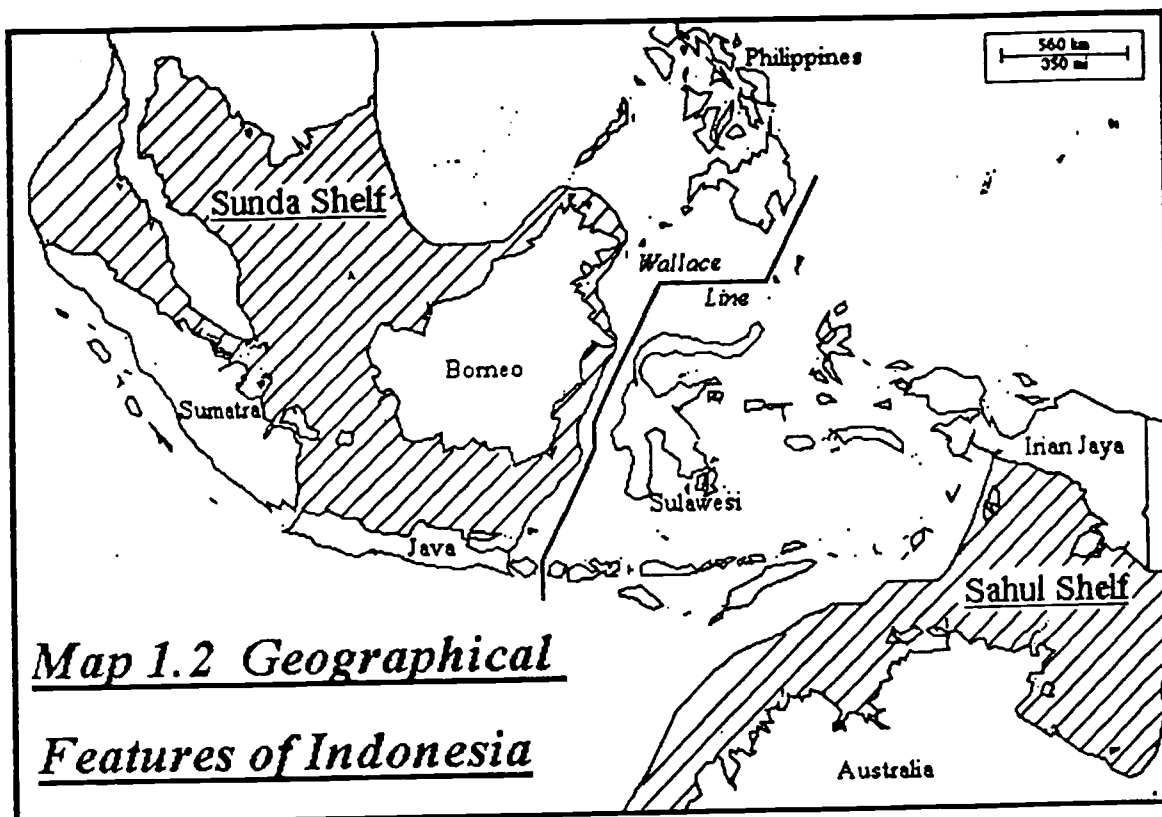 Philippines
560 km
350 mi
Sunda Shelf
Wallace
Line
Borneo
Sumatra
Irian Jaya
Sulawesi
Java
Sahul Shelf
Map 1.2 Geographical
Features of Indonesia
Australia